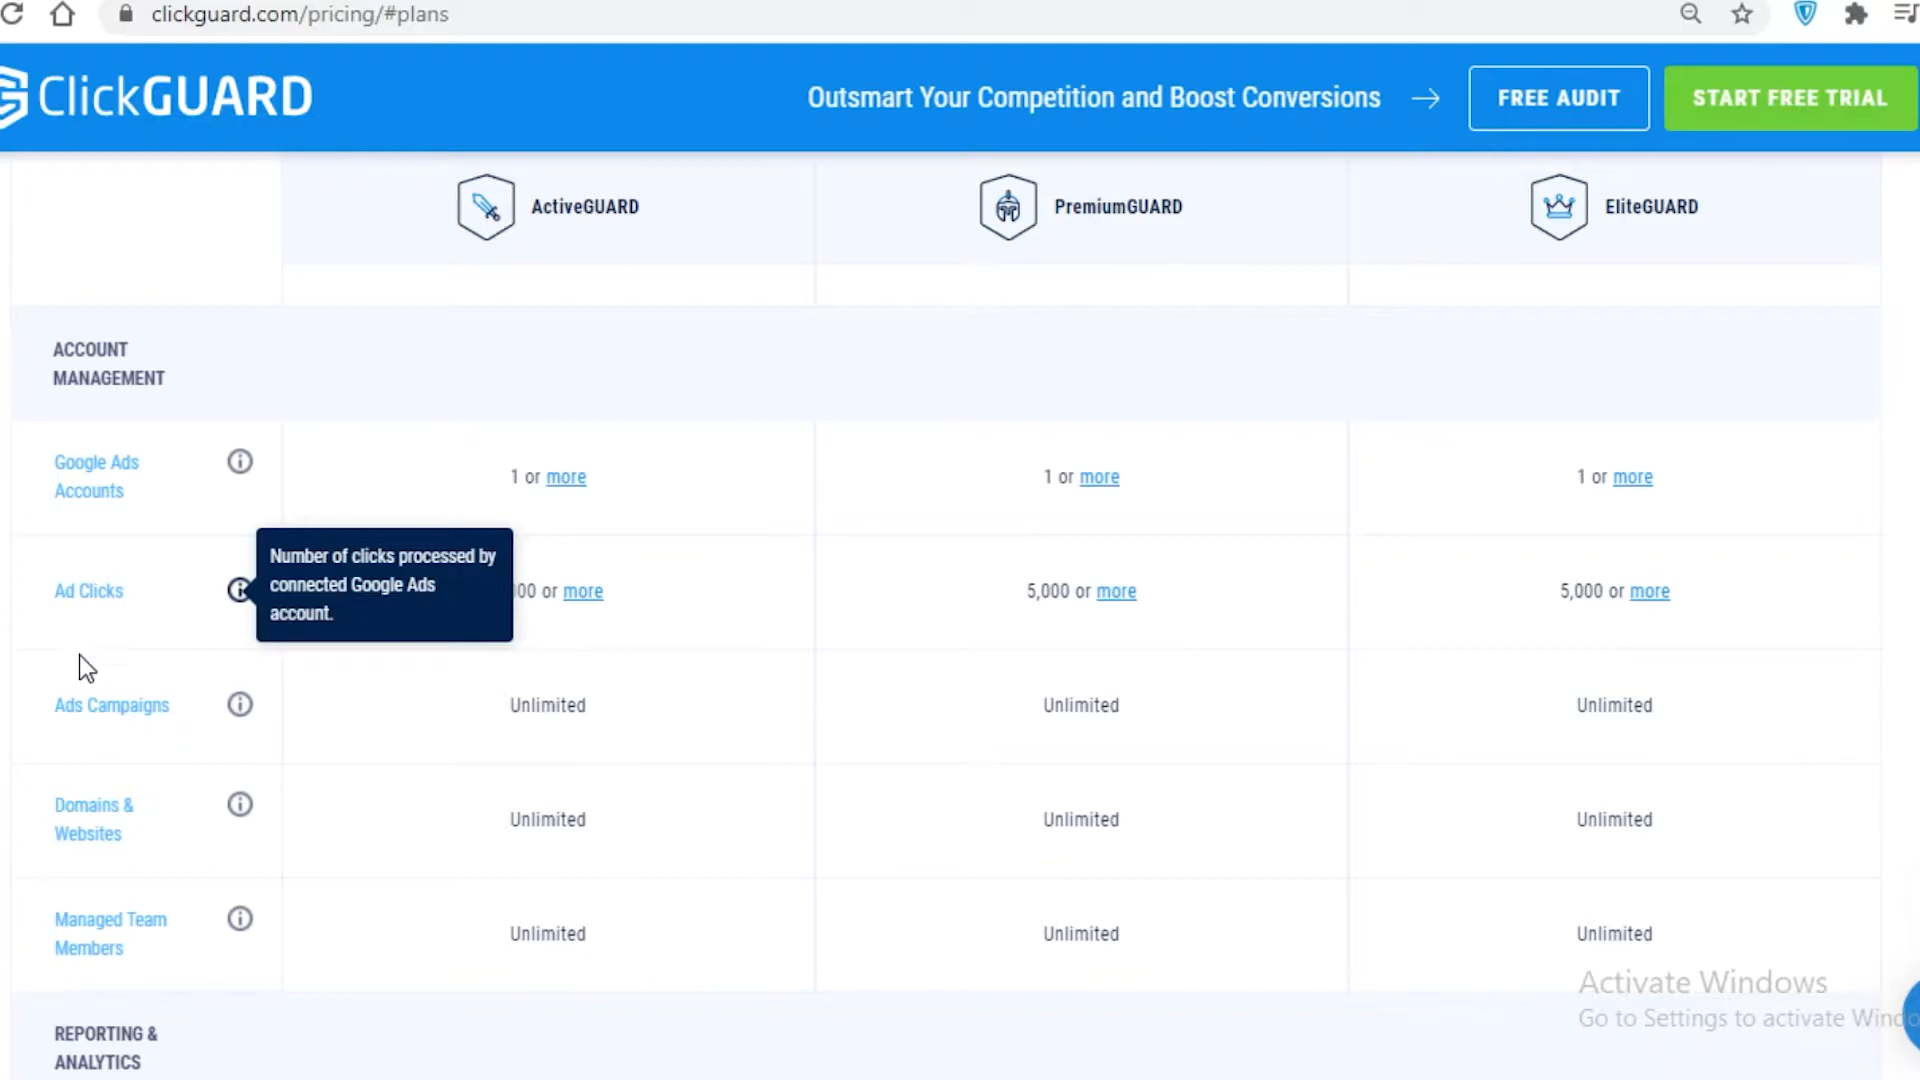 clickguard.com/pricing/#plans
ClickGUARD
Outsmart Your Competition and Boost Conversions →
FREE AUDIT
START FREE TRIAL
ActiveGUARD
PremiumGUARD
EliteGUARD
ACCOUNT
MANAGEMENT
Google Ads
Accounts
1 or more
1 or more
1 or more
Number of clicks processed by
connected Google Ads
account.
Ad Clicks
00 or more
5,000 or more
5,000 or more
Ads Campaigns
Unlimited
Unlimited
Unlimited
Domains &
Websites
Unlimited
Unlimited
Unlimited
Managed Team
Members
Unlimited
Unlimited
Unlimited
Activate Windows
Go to Settings to activate Windo
REPORTING &
ANALYTICS